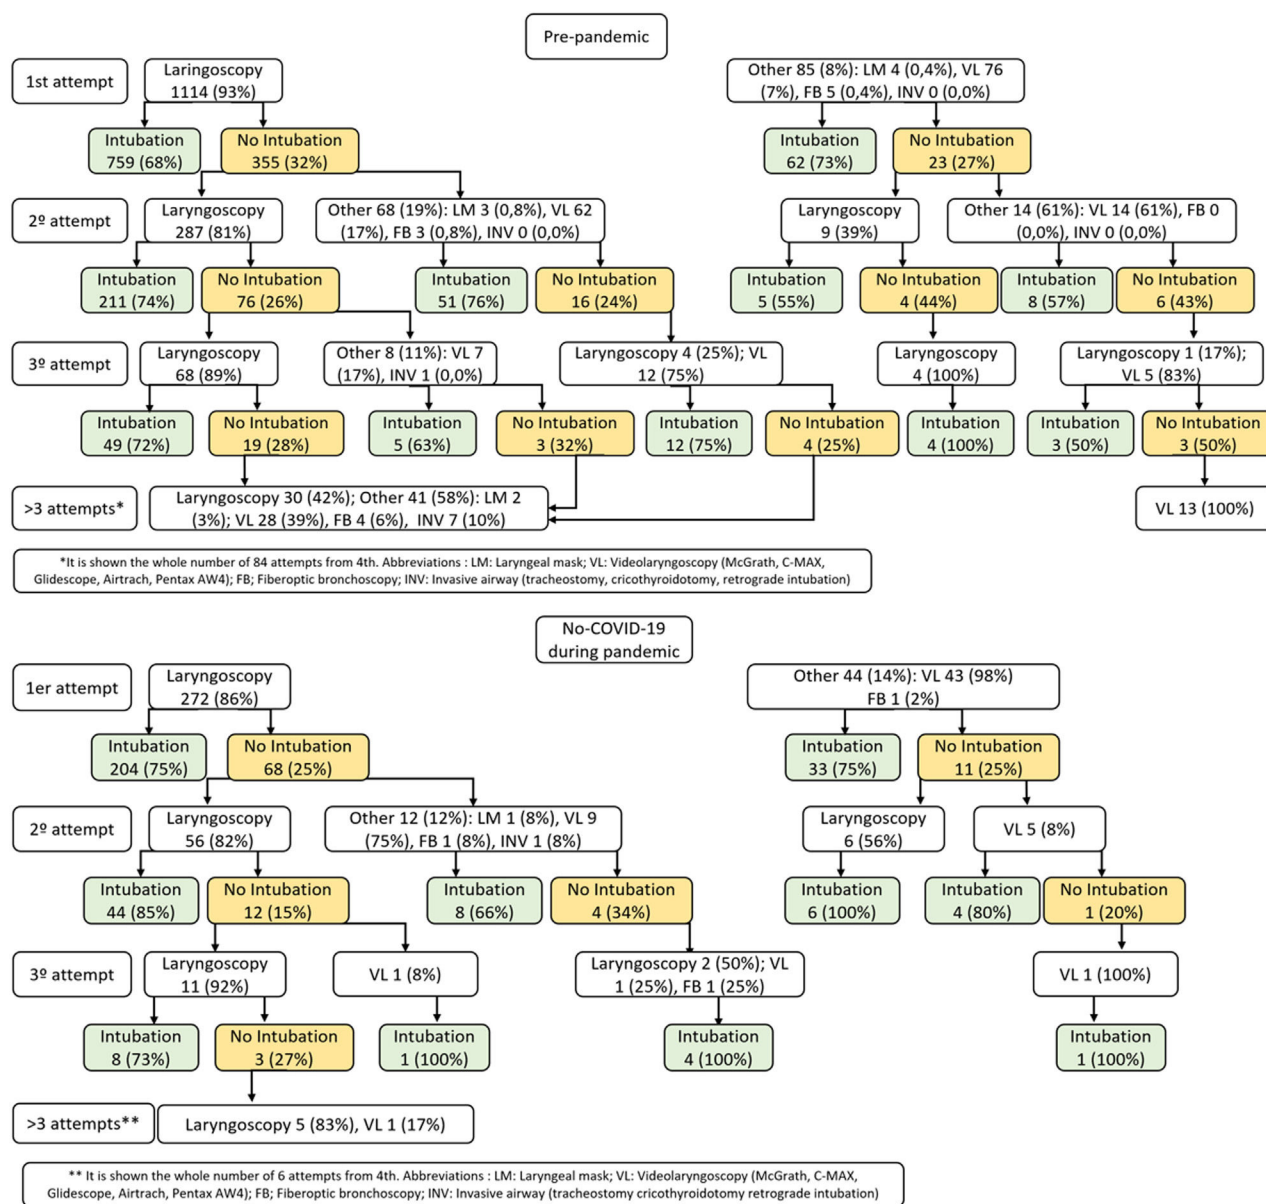 Pre-pandemic
1st attempt
Laringoscopy
1114 (93%)
Other 85 (8%): LM 4 (0,4%), VL 76
(7%), FB 5 (0,4%), INV 0 (0,0%)
Intubation
759 (68%)
No Intubation
355 (32%)
Intubation
62 (73%)
No Intubation
23 (27%)
2º attempt
Laryngoscopy
287 (81%)
Other 68 (19%): LM 3 (0,8%), VL 62
(17%), FB 3 (0,8%), INV 0 (0,0%)
Laryngoscopy
9 (39%)
Other 14 (61%): VL 14 (61%), FB 0
(0,0%), INV 0 (0,0%)
Intubation
211 (74%)
No Intubation
76 (26%)
Intubation
51 (76%)
No Intubation
16 (24%)
Intubation
5 (55%)
No Intubation
4 (44%)
Intubation
8 (57%)
No Intubation
6 (43%)
3º attempt
Laryngoscopy
68 (89%)
Other 8 (11%): VL 7
(17%), INV 1 (0,0%)
Laryngoscopy 4 (25%); VL
12 (75%)
Laryngoscopy
4 (100%)
Laryngoscopy 1 (17%);
VL 5 (83%)
Intubation
49 (72%)
No Intubation
19 (28%)
Intubation
5 (63%)
No Intubation
3 (32%)
Intubation
12 (75%)
No Intubation
4 (25%)
Intubation
4 (100%)
Intubation
3 (50%)
No Intubation
3 (50%)
>3 attempts*
Laryngoscopy 30 (42%); Other 41 (58%): LM 2
(3%); VL 28 (39%), FB 4 (6%), INV 7 (10%)
VL 13 (100%)
*It is shown the whole number of 84 attempts from 4th. Abbreviations : LM: Laryngeal mask; VL: Videolaryngoscopy (McGrath, C-MAX,
Glidescope, Airtrach, Pentax AW4); FB; Fiberoptic bronchoscopy; INV: Invasive airway (tracheostomy, cricothyroidotomy, retrograde intubation)
No-COVID-19
during pandemic
1er attempt
Laryngoscopy
272 (86%)
Other 44 (14%): VL 43 (98%)
FB 1 (2%)
Intubation
204 (75%)
No Intubation
68 (25%)
Intubation
33 (75%)
No Intubation
11 (25%)
2º attempt
Laryngoscopy
56 (82%)
Other 12 (12%): LM 1 (8%), VL 9
(75%), FB 1 (8%), INV 1 (8%)
Laryngoscopy
6 (56%)
VL 5 (8%)
Intubation
44 (85%)
No Intubation
12 (15%)
Intubation
8 (66%)
No Intubation
4 (34%)
Intubation
6 (100%)
Intubation
4 (80%)
No Intubation
1 (20%)
3º attempt
Laryngoscopy
11 (92%)
VL 1 (8%)
Laryngoscopy 2 (50%); VL
1 (25%), FB 1 (25%)
VL 1 (100%)
Intubation
8 (73%)
No Intubation
3 (27%)
Intubation
1 (100%)
Intubation
4 (100%)
Intubation
1 (100%)
>3 attempts**
Laryngoscopy 5 (83%), VL 1 (17%)
** It is shown the whole number of 6 attempts from 4th. Abbreviations : LM: Laryngeal mask; VL: Videolaryngoscopy (McGrath, C-MAX,
Glidescope, Airtrach, Pentax AW4); FB; Fiberoptic bronchoscopy; INV: Invasive airway (tracheostomy cricothyroidotomy retrograde intubation)